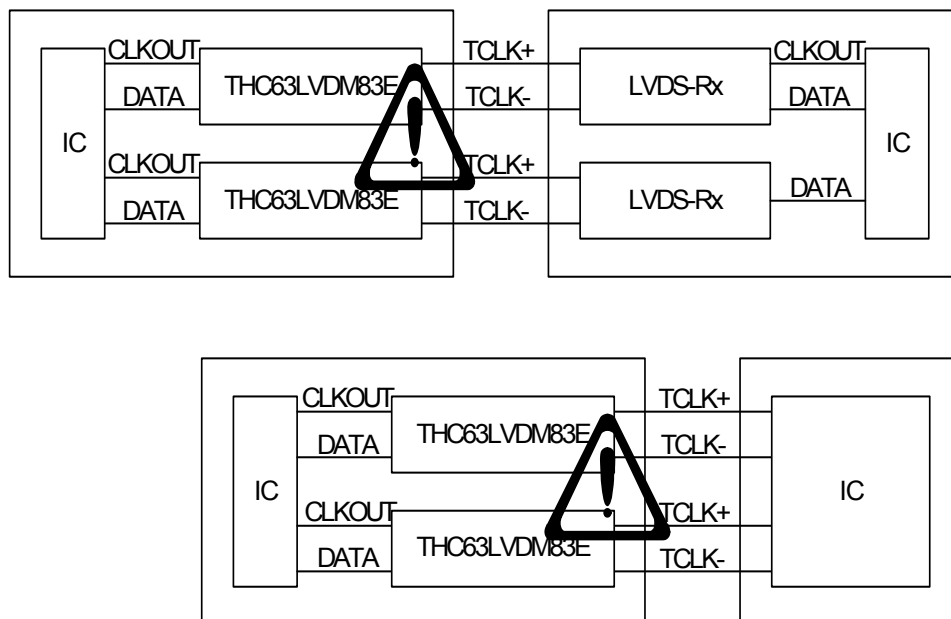 CLKOUT
THC63LVDM83E
TCLK+
LVDS-Rx
CLKOUT
DATA
TCLK-
DATA
IC
IC
CLKOUT
THC63LVDM83E
TCLK+
LVDS-Rx
DATA
DATA
TCLK-
CLKOUT
THC63LVDM83E
TCLK+
DATA
TCLK-
IC
IC
CLKOUT
THC63LVDM83E
TCLK+
DATA
TCLK-